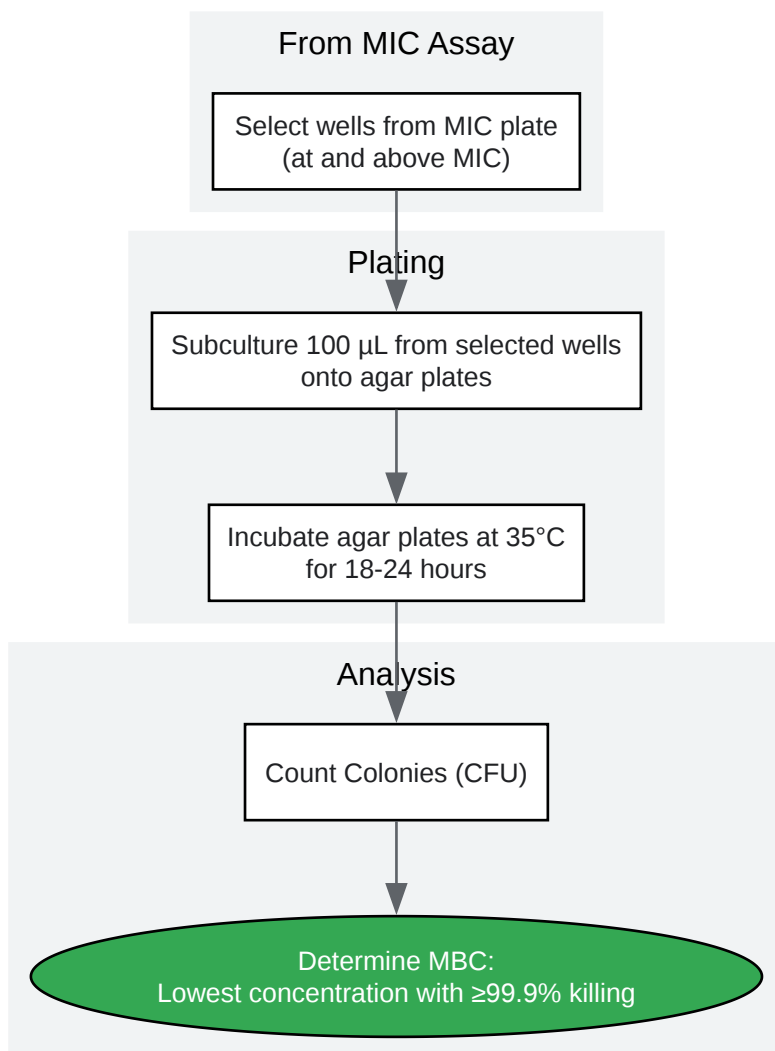 From MIC Assay
Select wells from MIC plate
(at and above MIC)
Plating
Subculture 100 µL from selected wells
onto agar plates
Incubate agar plates at 35°C
for 18-24 hours
Analysis
Count Colonies (CFU)
Determine MBC:
Lowest concentration with ≥99.9% killing